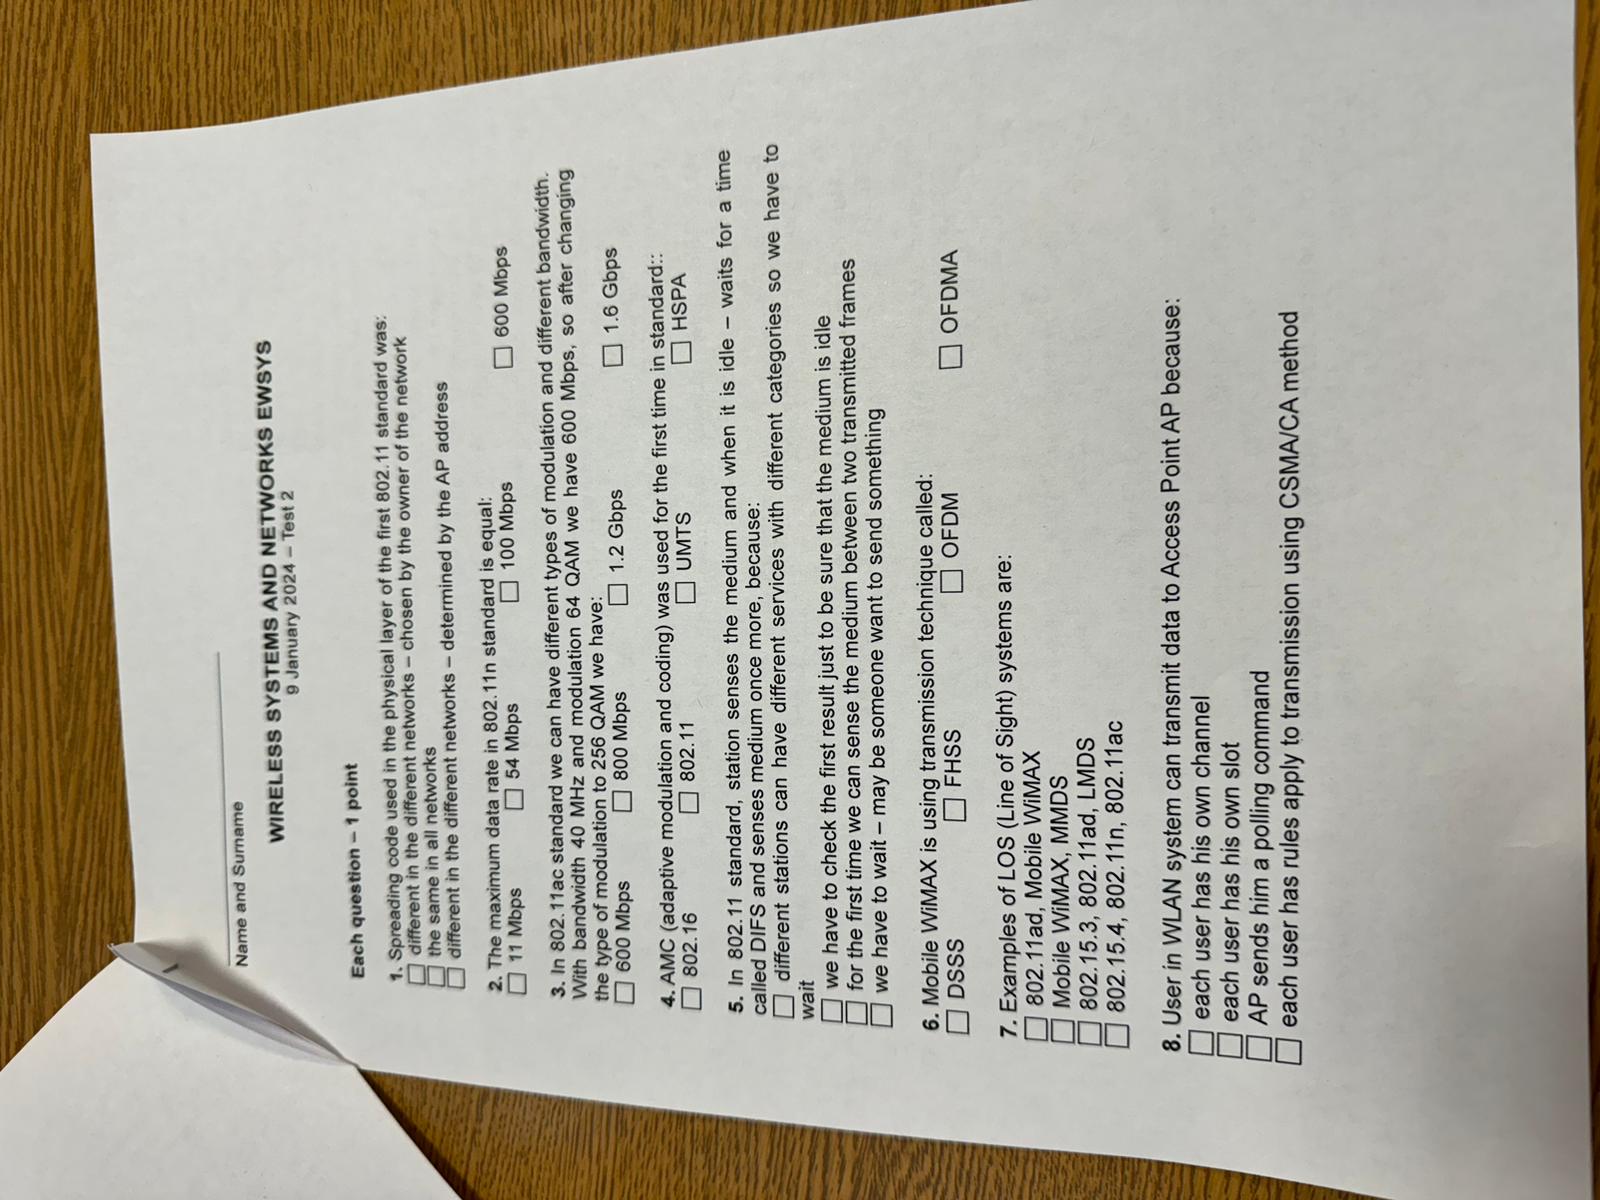 Name and Surname
WIRELESS SYSTEMS AND NETWORKS EWSYS
9 January 2024 – Test 2
Each question – 1 point
1. Spreading code used in the physical layer of the first 802.11 standard was:
different in the different networks – chosen by the owner of the network
the same in all networks
different in the different networks – determined by the AP address
2. The maximum data rate in 802.11n standard is equal:
11 Mbps 54 Mbps 100 Mbps 600 Mbps
3. In 802.11ac standard we can have different types of modulation and different bandwidth.
With bandwidth 40 MHz and modulation 64 QAM we have 600 Mbps, so after changing
the type of modulation to 256 QAM we have:
600 Mbps 800 Mbps 1.2 Gbps 1.6 Gbps
4. AMC (adaptive modulation and coding) was used for the first time in standard::
802.16 802.11 UMTS HSPA
5. In 802.11 standard, station senses the medium and when it is idle – waits for a time
called DIFS and senses medium once more, because:
different stations can have different services with different categories so we have to
wait
we have to check the first result just to be sure that the medium is idle
for the first time we can sense the medium between two transmitted frames
we have to wait – may be someone want to send something
6. Mobile WiMAX is using transmission technique called:
DSSS FHSS OFDM OFDMA
7. Examples of LOS (Line of Sight) systems are:
802.11ad, Mobile WiMAX
Mobile WiMAX, MMDS
802.15.3, 802.11ad, LMDS
802.15.4, 802.11n, 802.11ac
8. User in WLAN system can transmit data to Access Point AP because:
each user has his own channel
each user has his own slot
AP sends him a polling command
each user has rules apply to transmission using CSMA/CA method